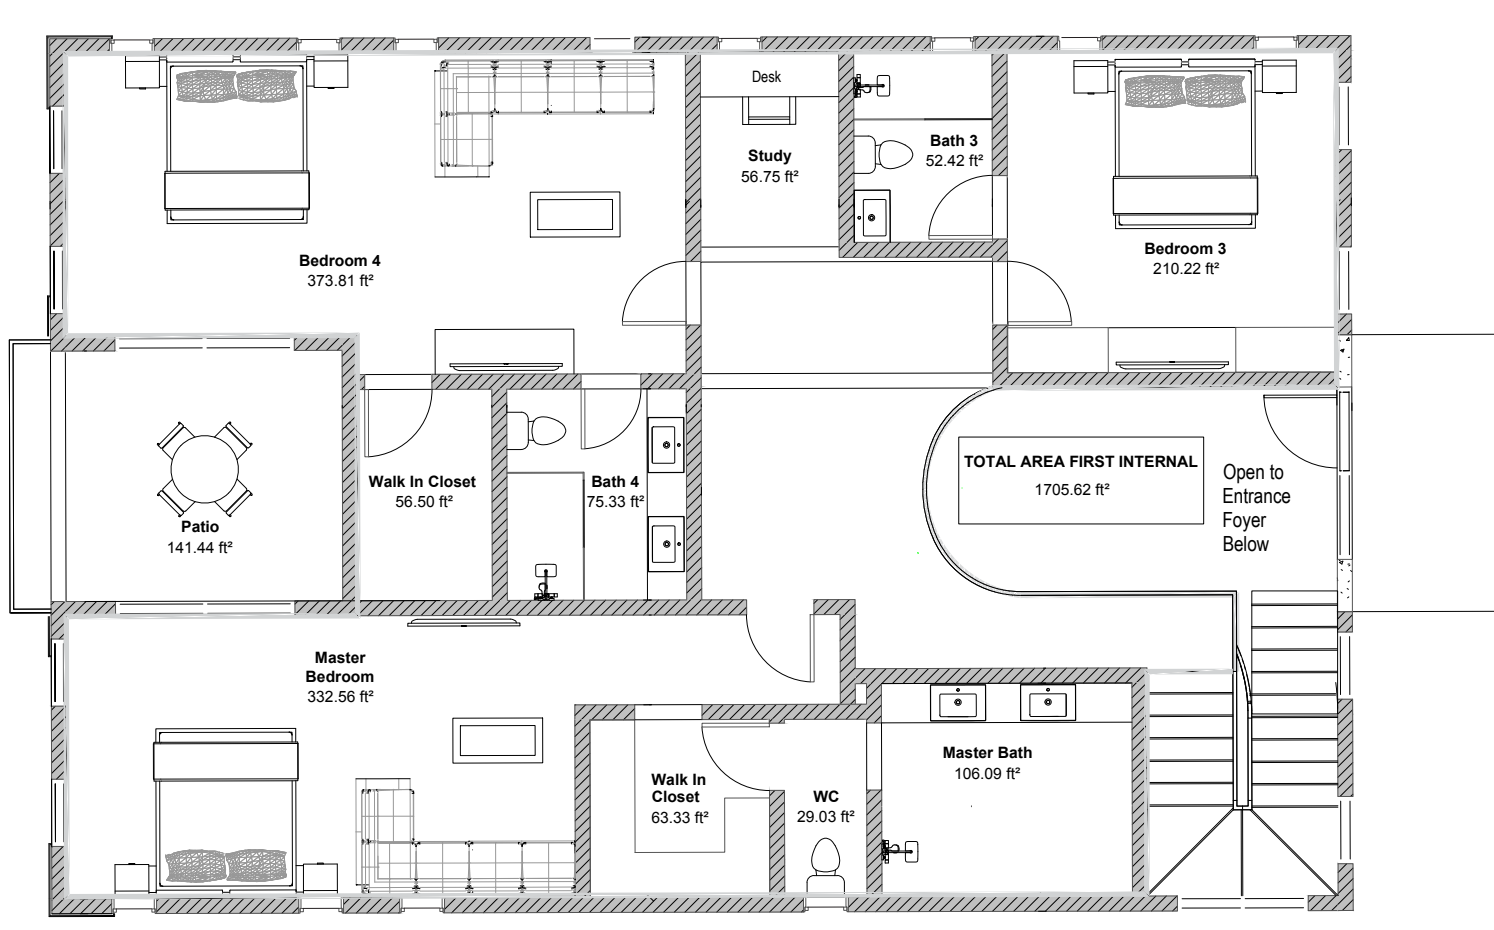 Desk
Study
56.75 ft²
Bath 3
52.42 ft²
Bedroom 3
210.22 ft²
Bedroom 4
373.81 ft²
Walk In Closet
56.50 ft²
Bath 4
75.33 ft²
TOTAL AREA FIRST INTERNAL
1705.62 ft²
Open to
Entrance
Foyer
Below
Patio
141.44 ft²
Master
Bedroom
332.56 ft²
Walk In
Closet
63.33 ft²
WC
29.03 ft²
Master Bath
106.09 ft²